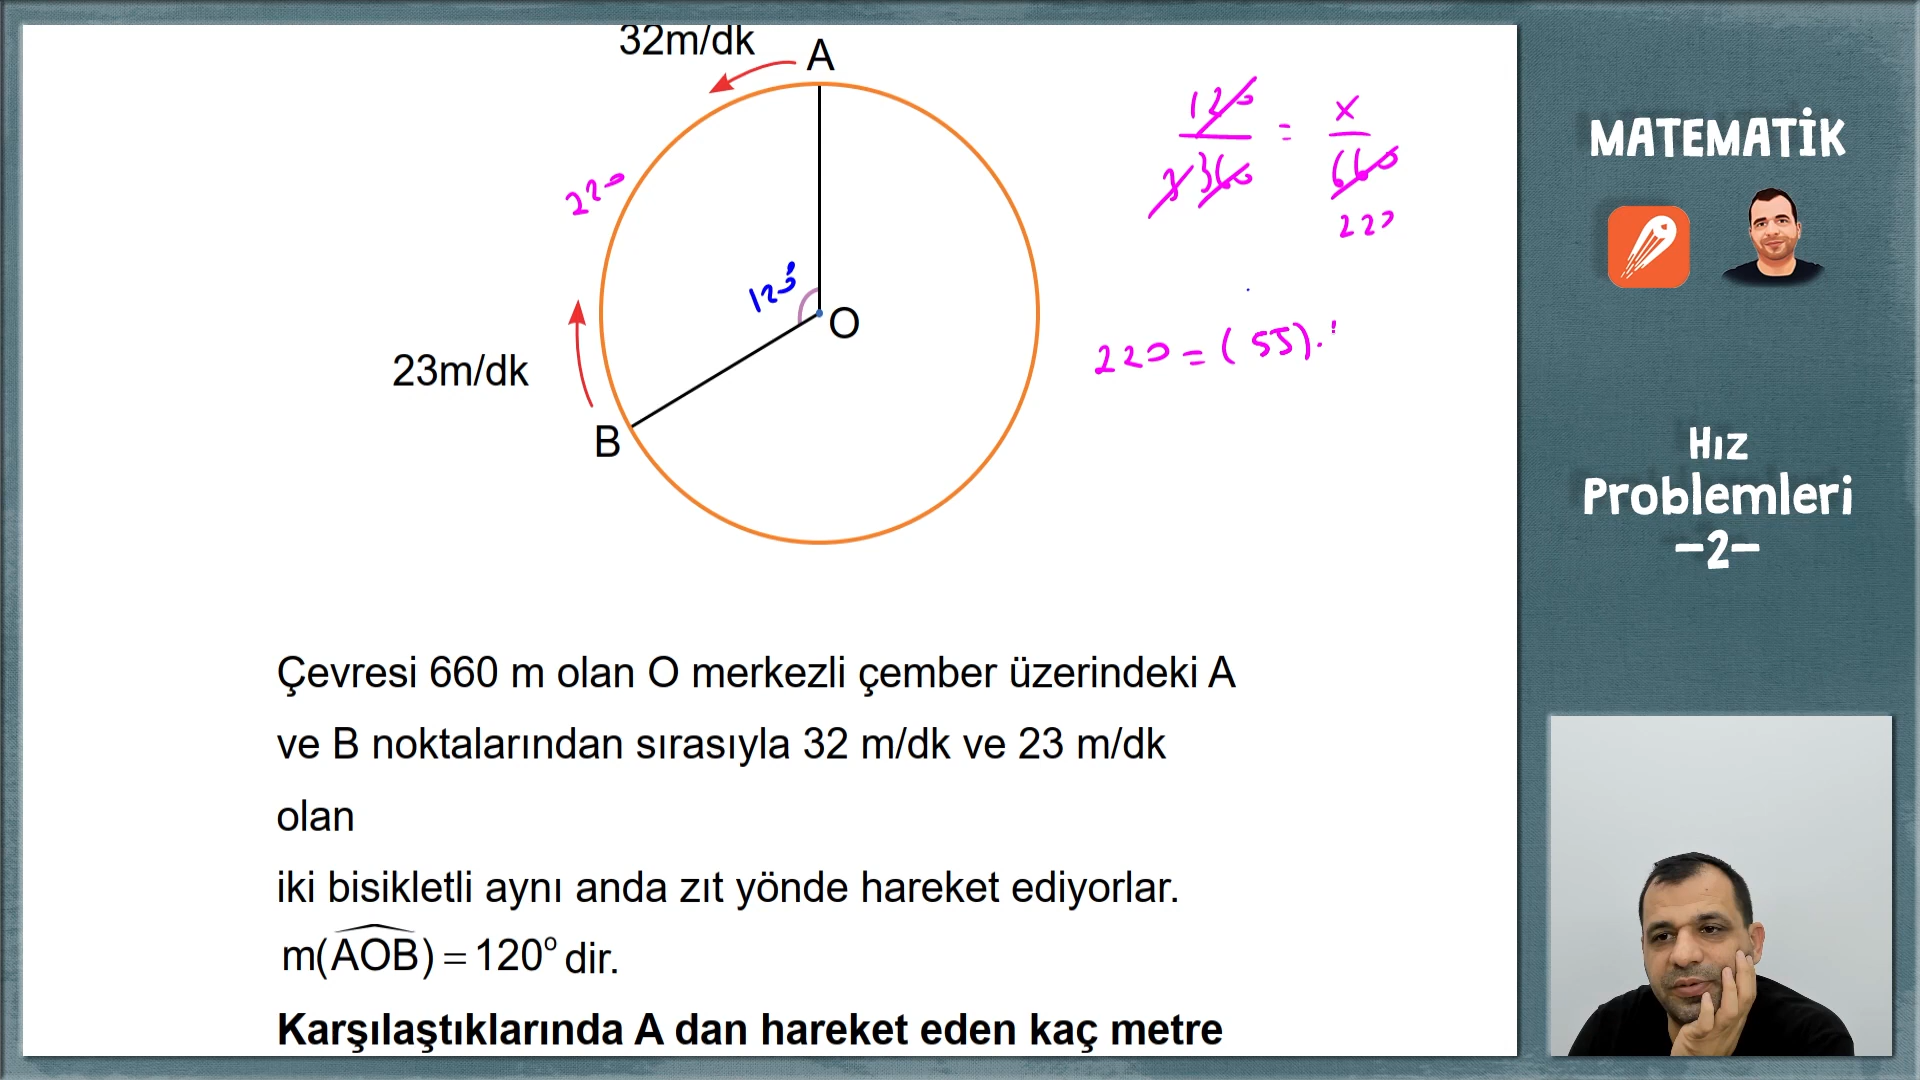 32m/dk
A
120
360
=
x
660
220
220
120°
O
220 = (55).
23m/dk
B
Çevresi 660 m olan O merkezli çember üzerindeki A
ve B noktalarından sırasıyla 32 m/dk ve 23 m/dk
olan
iki bisikletli aynı anda zıt yönde hareket ediyorlar.
m(AOB) = 120° dir.
Karşılaştıklarında A dan hareket eden kaç metre
MATEMATİK
Hız
Problemleri
-2-